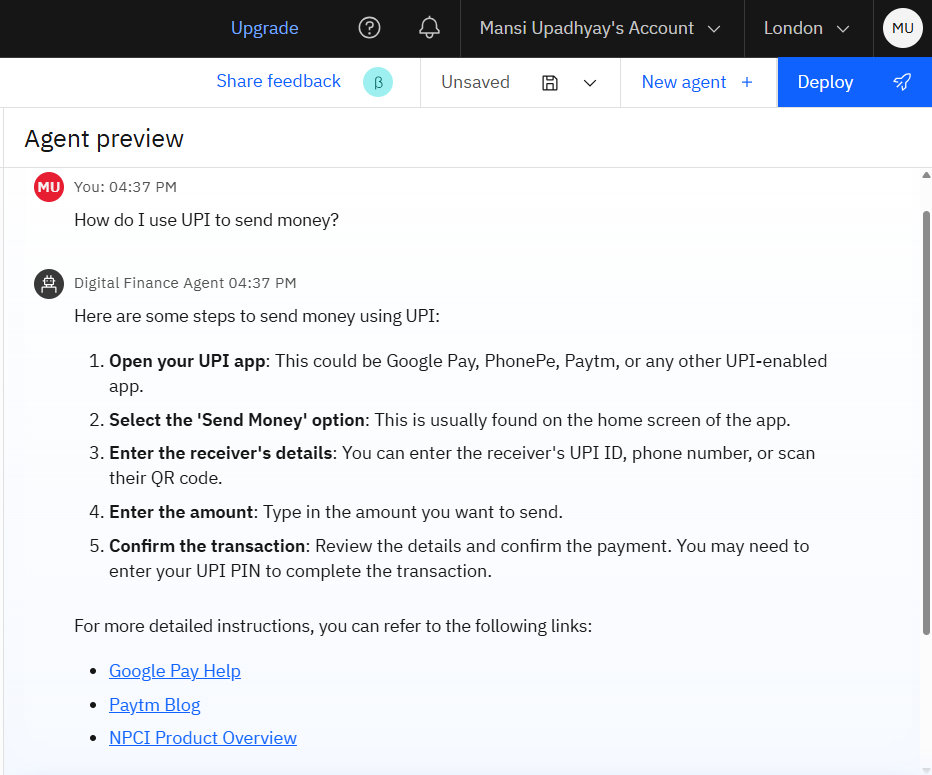 Upgrade
Mansi Upadhyay's Account
London
MU
Share feedback
β
Unsaved
New agent +
Deploy
Agent preview
MU
You: 04:37 PM
How do I use UPI to send money?
Digital Finance Agent 04:37 PM
Here are some steps to send money using UPI:
1. Open your UPI app: This could be Google Pay, PhonePe, Paytm, or any other UPI-enabled
app.
2. Select the 'Send Money' option: This is usually found on the home screen of the app.
3. Enter the receiver's details: You can enter the receiver's UPI ID, phone number, or scan
their QR code.
4. Enter the amount: Type in the amount you want to send.
5. Confirm the transaction: Review the details and confirm the payment. You may need to
enter your UPI PIN to complete the transaction.
For more detailed instructions, you can refer to the following links:
• Google Pay Help
• Paytm Blog
• NPCI Product Overview